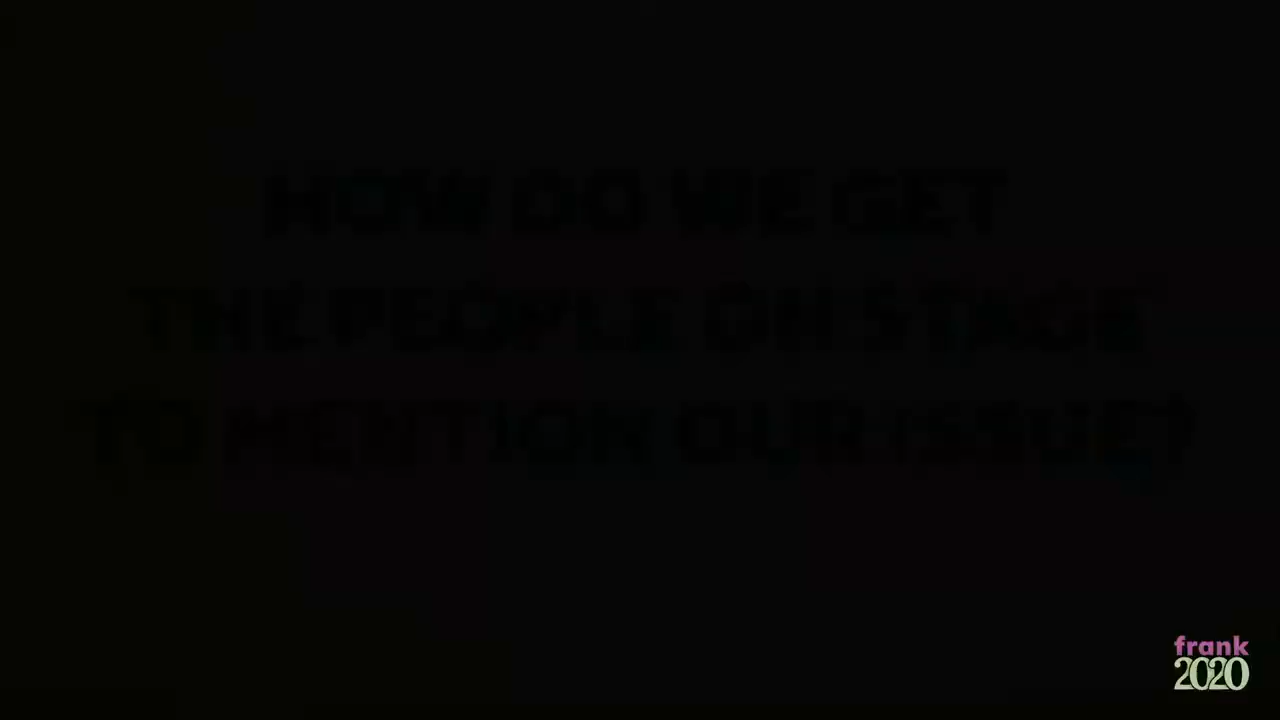 HOW DO WE GET
THE PEOPLE ON STAGE
TO MENTION OUR ISSUE?
frank
2020